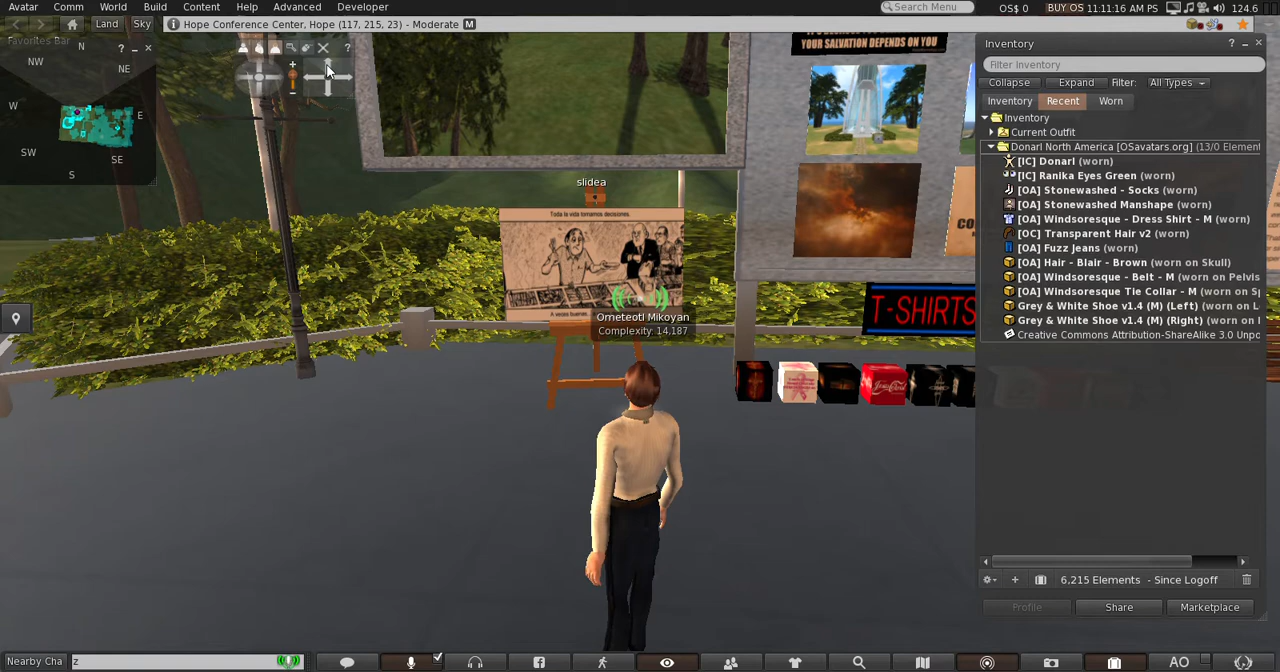 Avatar Comm World Build Content Help Advanced Developer
Search Menu
OS$ 0 BUY OS 11:11:16 AM PS 124.6
Land Sky
Hope Conference Center, Hope (117, 215, 23) - Moderate M
Favorites Bar
N
NW
NE
W
E
SW
SE
S
YOUR SALVATION DEPENDS ON YOU
slidea
Toda la vida tomamos decisiones.
A veces buenas...
Ometeotl Mikoyan
Complexity: 14,187
T-SHIRTS
Coca-Cola
Inventory
Filter Inventory
Collapse Expand Filter: All Types
Inventory Recent Worn
Inventory
Current Outfit
Donarl North America [OSavatars.org] (13/0 Element
[IC] Donarl (worn)
[IC] Ranika Eyes Green (worn)
[OA] Stonewashed - Socks (worn)
[OA] Stonewashed Manshape (worn)
[OA] Windsoresque - Dress Shirt - M (worn)
[OC] Transparent Hair v2 (worn)
[OA] Fuzz Jeans (worn)
[OA] Hair - Blair - Brown (worn on Skull)
[OA] Windsoresque - Belt - M (worn on Pelvis
[OA] Windsoresque Tie Collar - M (worn on Sp
Grey & White Shoe v1.4 (M) (Left) (worn on L
Grey & White Shoe v1.4 (M) (Right) (worn on
Creative Commons Attribution-ShareAlike 3.0 Unpo
6,215 Elements - Since Logoff
Profile Share Marketplace
Nearby Cha z
AO